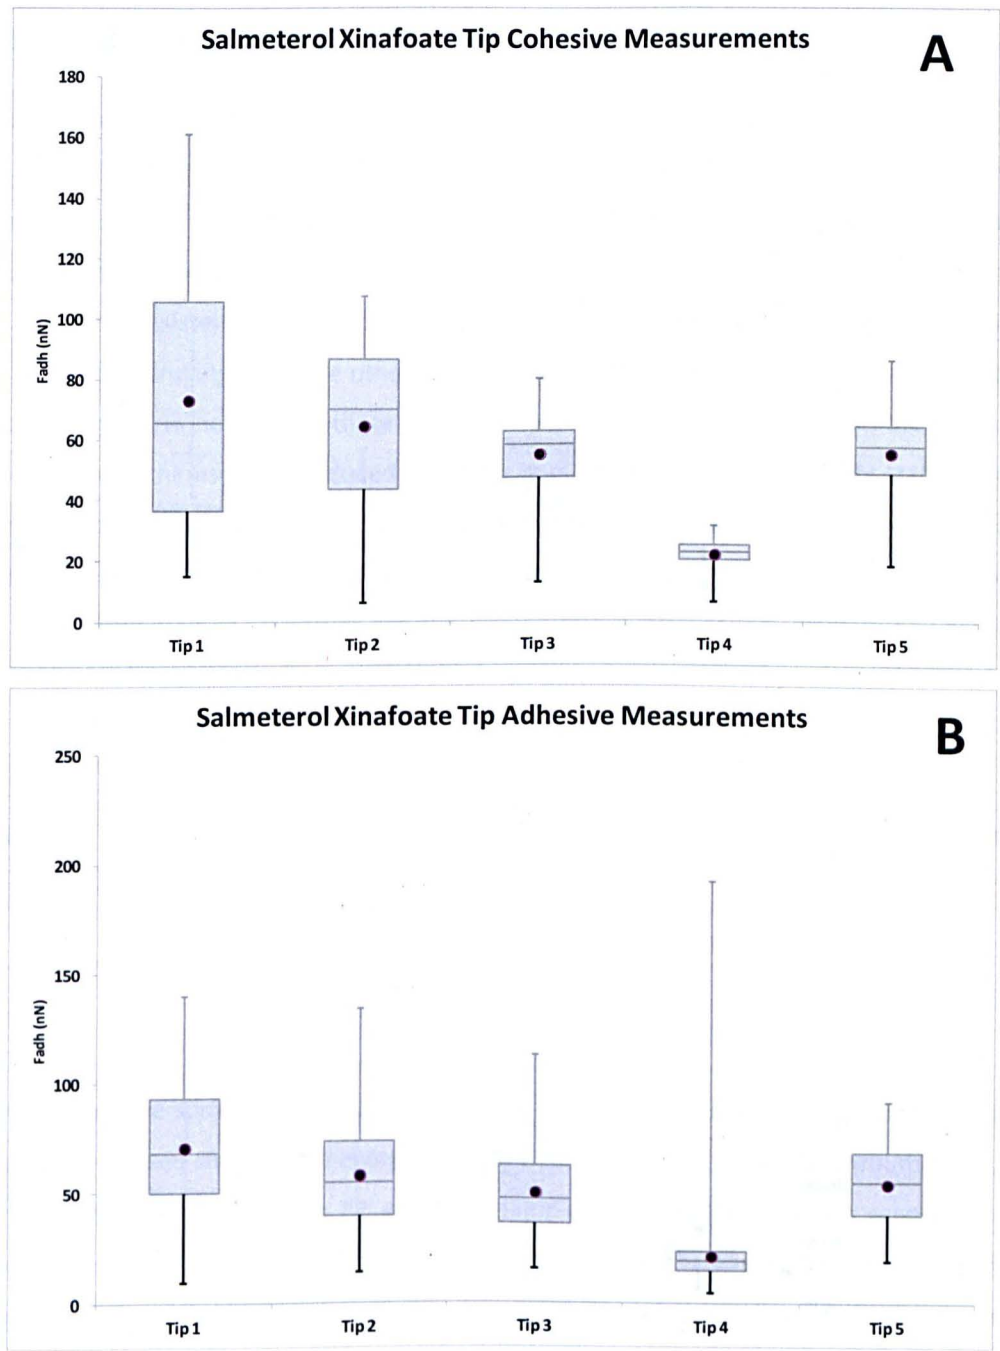 Salmeterol Xinafoate Tip Cohesive Measurements
A
180
160
140
120
100
80
60
40
20
0
Fadh (nN)
Tip 1
Tip 2
Tip 3
Tip 4
Tip 5
Salmeterol Xinafoate Tip Adhesive Measurements
B
250
200
150
100
50
0
Fadh (nN)
Tip 1
Tip 2
Tip 3
Tip 4
Tip 5